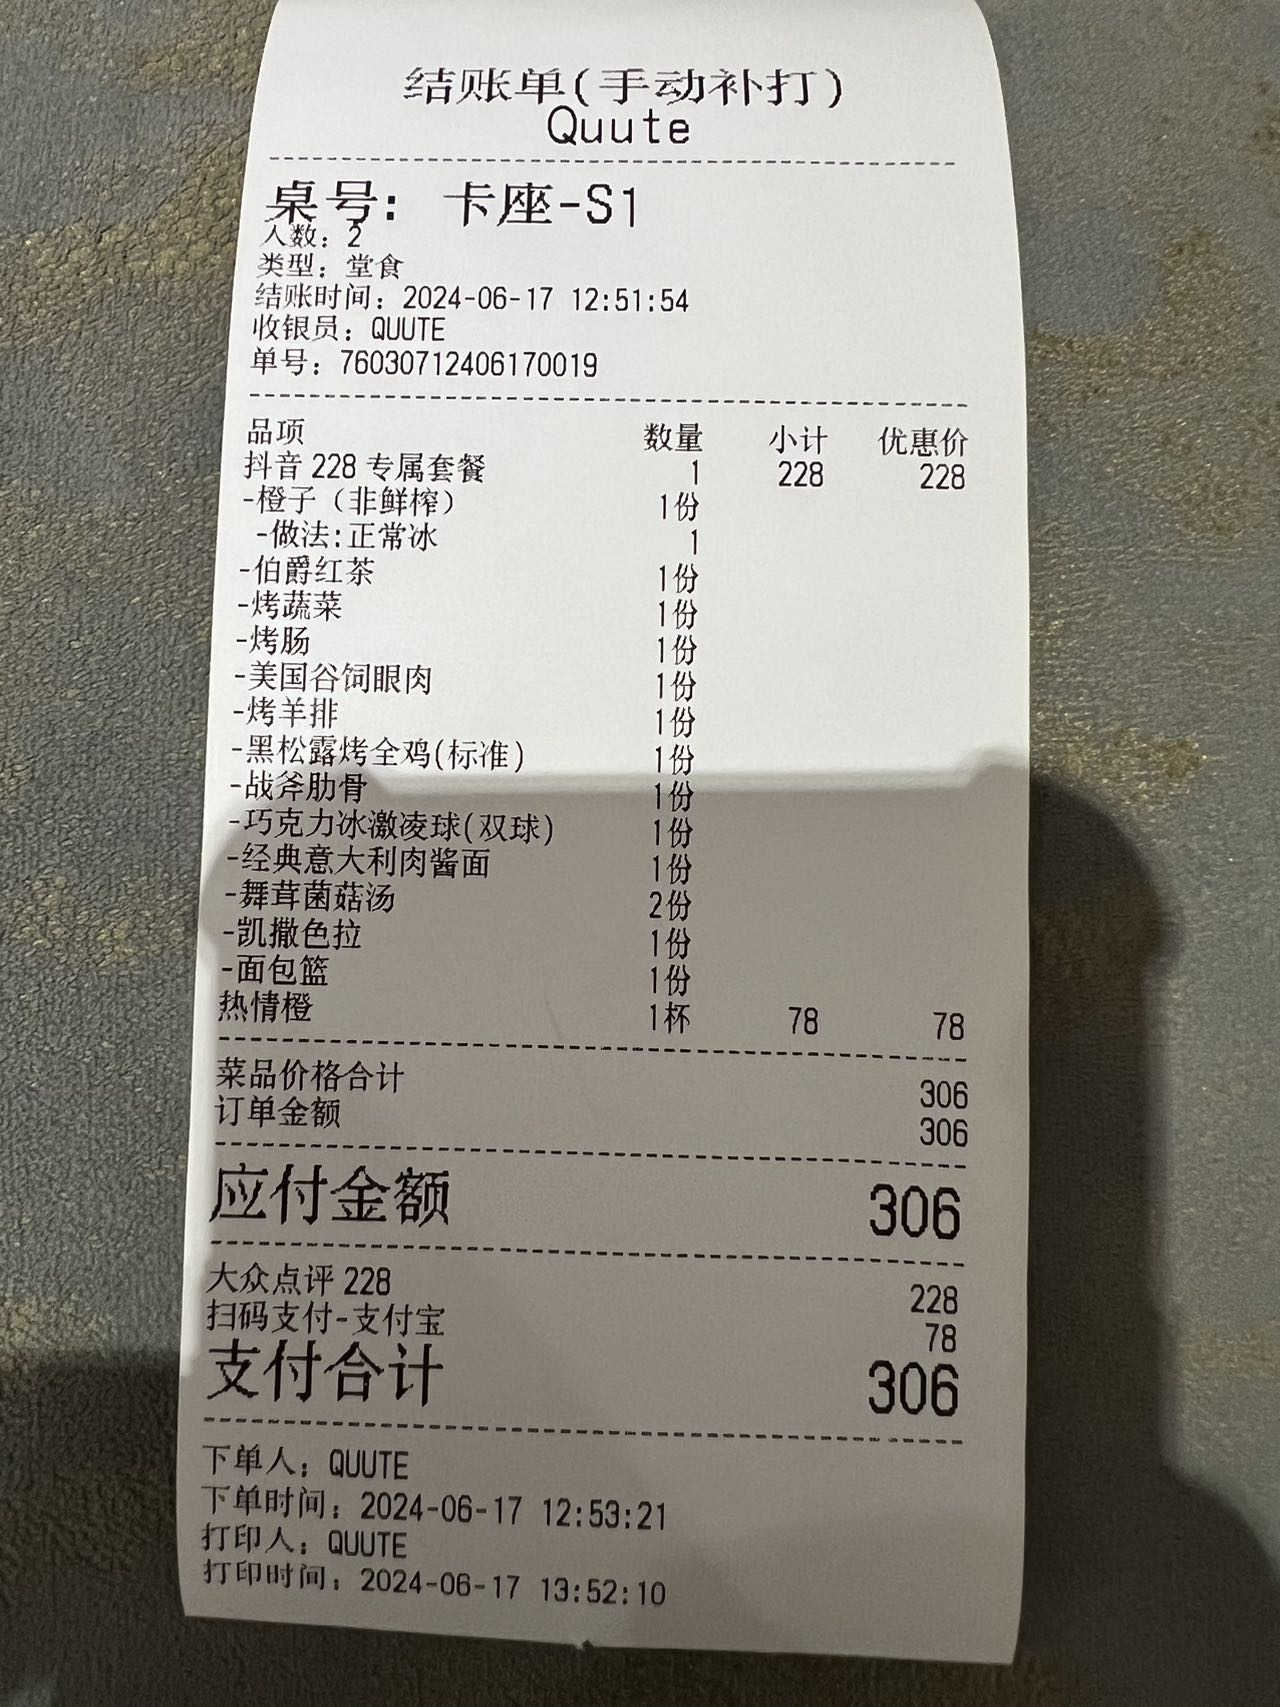 结账单(手动补打)
Quute
桌号： 卡座-S1
人数：2
类型：堂食
结账时间：2024-06-17 12:51:54
收银员：QUUTE
单号：76030712406170019
品项 数量 小计 优惠价
抖音228专属套餐 1 228 228
-橙子（非鲜榨） 1份
-做法:正常冰 1
-伯爵红茶 1份
-烤蔬菜 1份
-烤肠 1份
-美国谷饲眼肉 1份
-烤羊排 1份
-黑松露烤全鸡(标准) 1份
-战斧肋骨 1份
-巧克力冰激凌球(双球) 1份
-经典意大利肉酱面 1份
-舞茸菌菇汤 2份
-凯撒色拉 1份
-面包篮 1份
热情橙 1杯 78 78
菜品价格合计 306
订单金额 306
应付金额 306
大众点评228 228
扫码支付-支付宝 78
支付合计 306
下单人：QUUTE
下单时间：2024-06-17 12:53:21
打印人：QUUTE
打印时间：2024-06-17 13:52:10